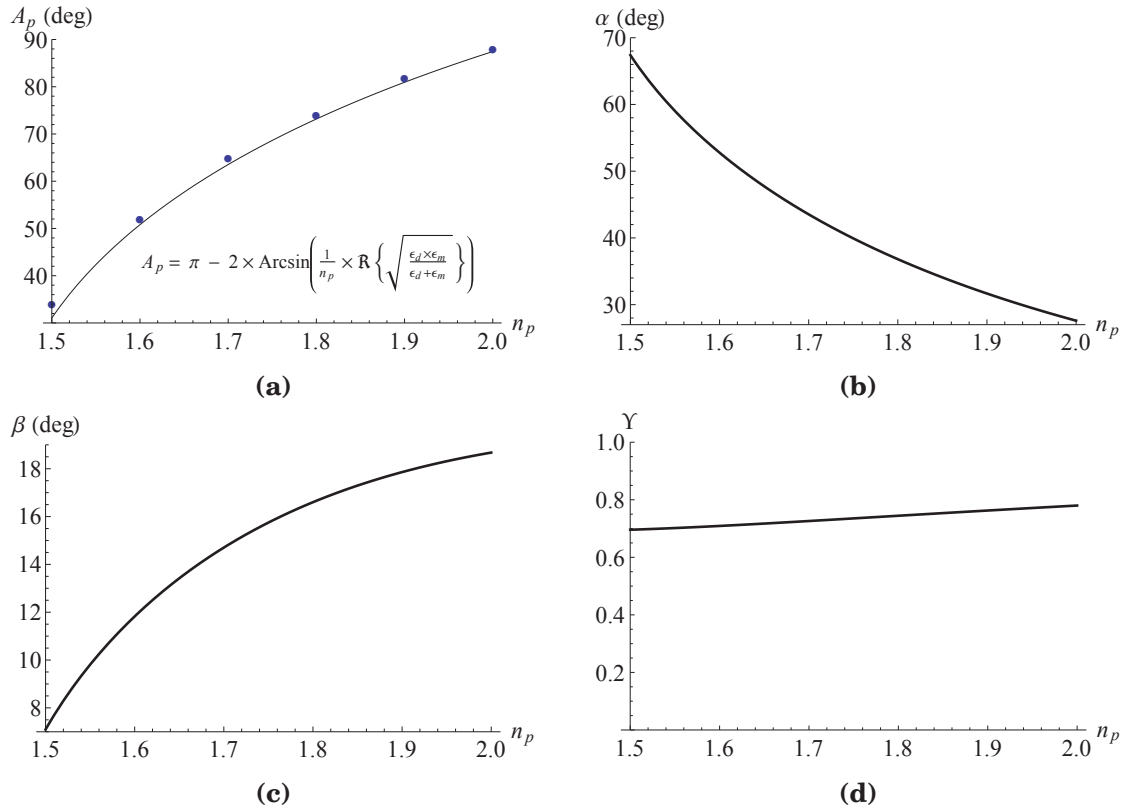 A_p (deg)
90
80
70
60
50
40
1.5 1.6 1.7 1.8 1.9 2.0 n_p
A_p = π − 2 × Arcsin(1/n_p × ℜ{√(ϵ_d×ϵ_m/ϵ_d+ϵ_m)})
(a)
α (deg)
70
60
50
40
30
1.5 1.6 1.7 1.8 1.9 2.0 n_p
(b)
β (deg)
18
16
14
12
10
8
1.5 1.6 1.7 1.8 1.9 2.0 n_p
(c)
ϒ
1.0
0.8
0.6
0.4
0.2
1.5 1.6 1.7 1.8 1.9 2.0 n_p
(d)